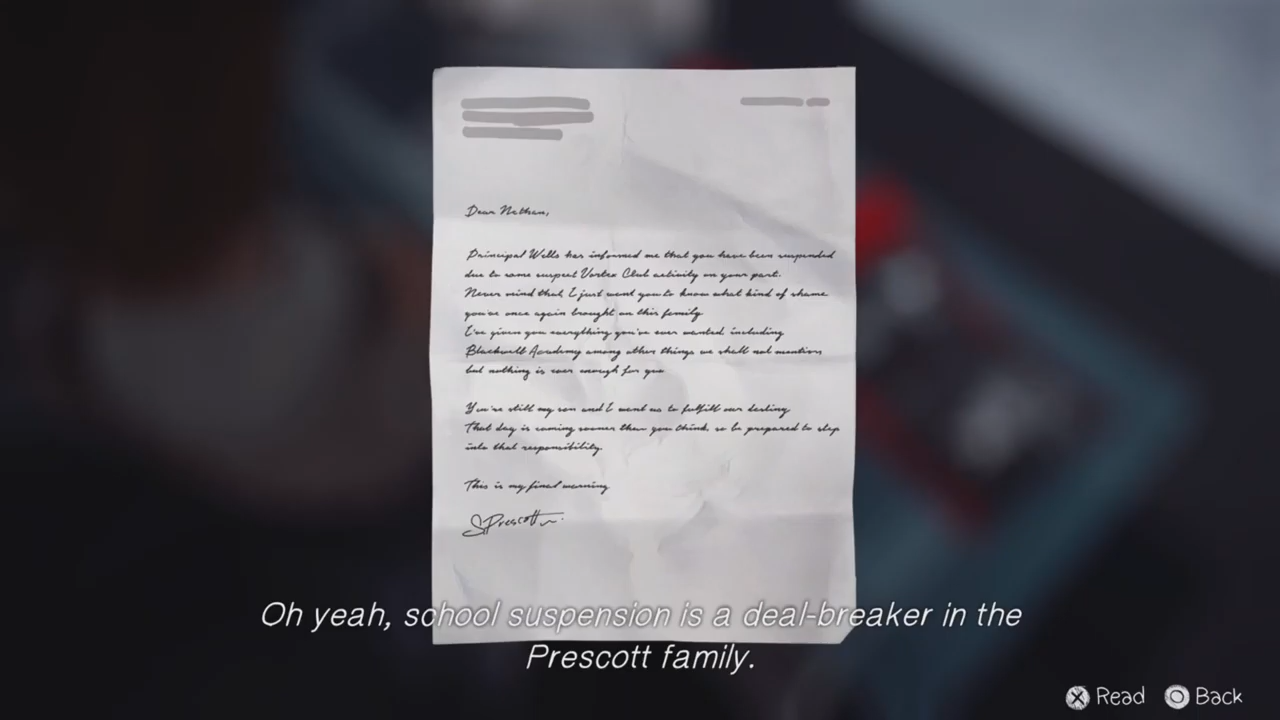 Dear Nathan,
Principal Wells has informed me that you have been suspended
due to some suspect Vortex Club activity on your part.
Never mind that, I just want you to know what kind of shame
you've once again brought on this family
I've given you everything you've ever wanted including
Blackwell Academy among other things we shall not mention
but nothing is ever enough for you
You're still my son and I want us to fulfill our destiny
That day is coming sooner than you think, so be prepared to step
into that responsibility.
This is my final warning
S Prescott
Oh yeah, school suspension is a deal-breaker in the
Prescott family.
Read Back